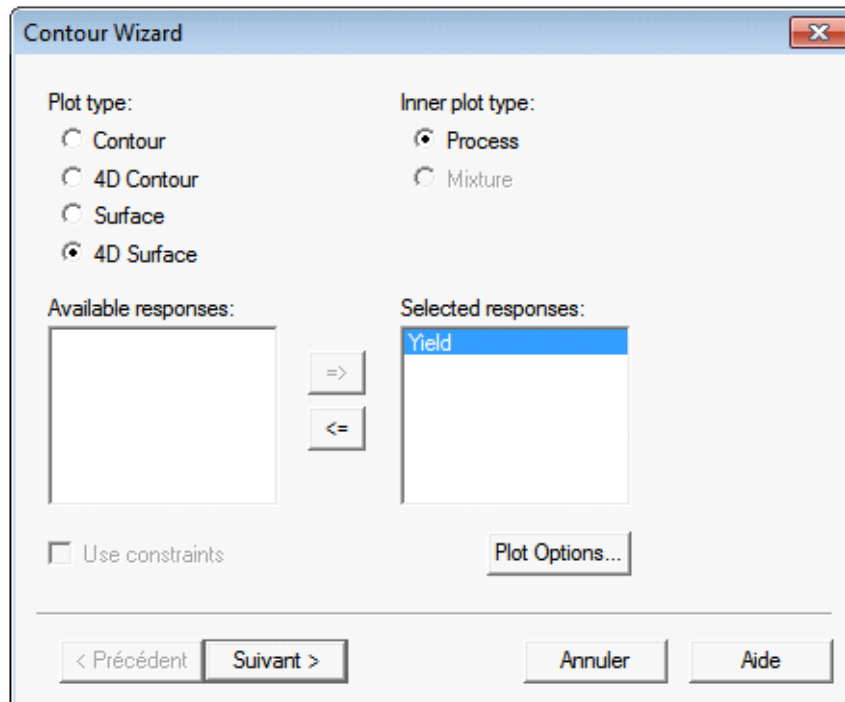 Contour Wizard
Plot type:
Contour
4D Contour
Surface
4D Surface
Inner plot type:
Process
Mixture
Available responses:
=>
<=
Selected responses:
Yield
Use constraints
Plot Options...
< Précédent
Suivant >
Annuler
Aide